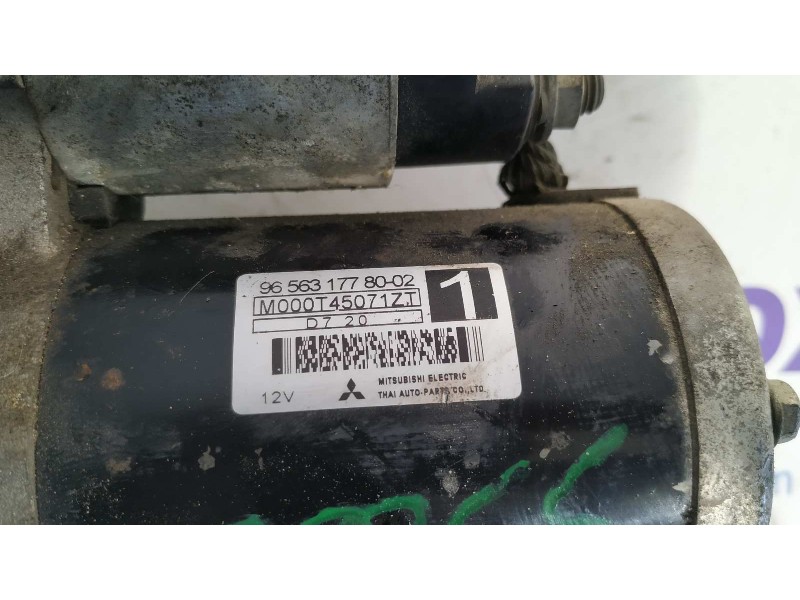 96 563 177 80-02
M000T45071ZT
1
D7 20
12V
MITSUBISHI ELECTRIC
THAI AUTO-PARTS CO.,LTD.